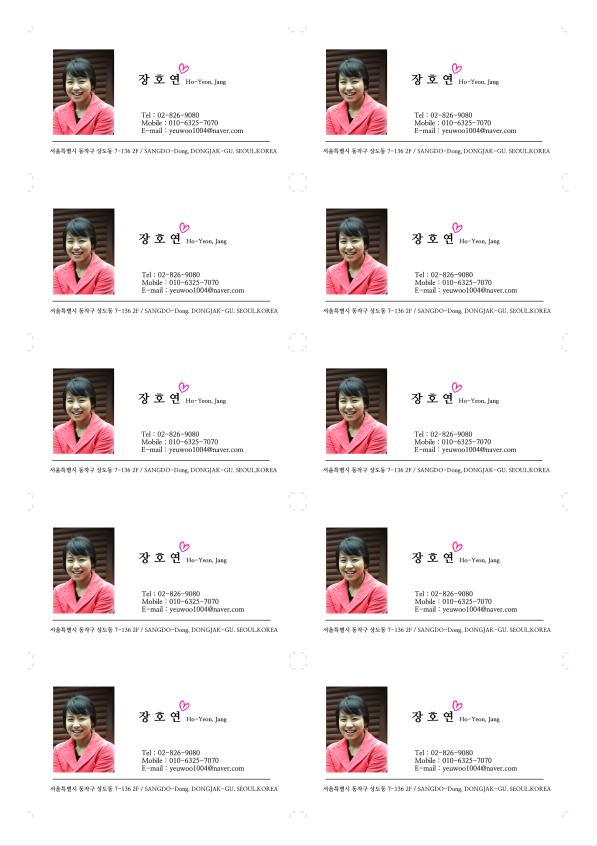 장 호 연 Ho-Yeon, Jang
Tel : 02-826-9080
Mobile : 010-6325-7070
E-mail : yeuwoo1004@naver.com
서울특별시 동작구 상도동 7-136 2F / SANGDO-Dong, DONGJAK-GU. SEOUL.KOREA
장 호 연 Ho-Yeon, Jang
Tel : 02-826-9080
Mobile : 010-6325-7070
E-mail : yeuwoo1004@naver.com
서울특별시 동작구 상도동 7-136 2F / SANGDO-Dong, DONGJAK-GU. SEOUL.KOREA
장 호 연 Ho-Yeon, Jang
Tel : 02-826-9080
Mobile : 010-6325-7070
E-mail : yeuwoo1004@naver.com
서울특별시 동작구 상도동 7-136 2F / SANGDO-Dong, DONGJAK-GU. SEOUL.KOREA
장 호 연 Ho-Yeon, Jang
Tel : 02-826-9080
Mobile : 010-6325-7070
E-mail : yeuwoo1004@naver.com
서울특별시 동작구 상도동 7-136 2F / SANGDO-Dong, DONGJAK-GU. SEOUL.KOREA
장 호 연 Ho-Yeon, Jang
Tel : 02-826-9080
Mobile : 010-6325-7070
E-mail : yeuwoo1004@naver.com
서울특별시 동작구 상도동 7-136 2F / SANGDO-Dong, DONGJAK-GU. SEOUL.KOREA
장 호 연 Ho-Yeon, Jang
Tel : 02-826-9080
Mobile : 010-6325-7070
E-mail : yeuwoo1004@naver.com
서울특별시 동작구 상도동 7-136 2F / SANGDO-Dong, DONGJAK-GU. SEOUL.KOREA
장 호 연 Ho-Yeon, Jang
Tel : 02-826-9080
Mobile : 010-6325-7070
E-mail : yeuwoo1004@naver.com
서울특별시 동작구 상도동 7-136 2F / SANGDO-Dong, DONGJAK-GU. SEOUL.KOREA
장 호 연 Ho-Yeon, Jang
Tel : 02-826-9080
Mobile : 010-6325-7070
E-mail : yeuwoo1004@naver.com
서울특별시 동작구 상도동 7-136 2F / SANGDO-Dong, DONGJAK-GU. SEOUL.KOREA
장 호 연 Ho-Yeon, Jang
Tel : 02-826-9080
Mobile : 010-6325-7070
E-mail : yeuwoo1004@naver.com
서울특별시 동작구 상도동 7-136 2F / SANGDO-Dong, DONGJAK-GU. SEOUL.KOREA
장 호 연 Ho-Yeon, Jang
Tel : 02-826-9080
Mobile : 010-6325-7070
E-mail : yeuwoo1004@naver.com
서울특별시 동작구 상도동 7-136 2F / SANGDO-Dong, DONGJAK-GU. SEOUL.KOREA